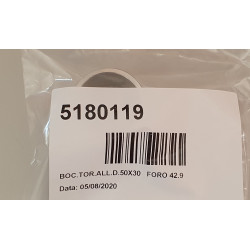 5180119
BOC.TOR.ALL.D.50X30 FORO 42.9
Data: 05/08/2020